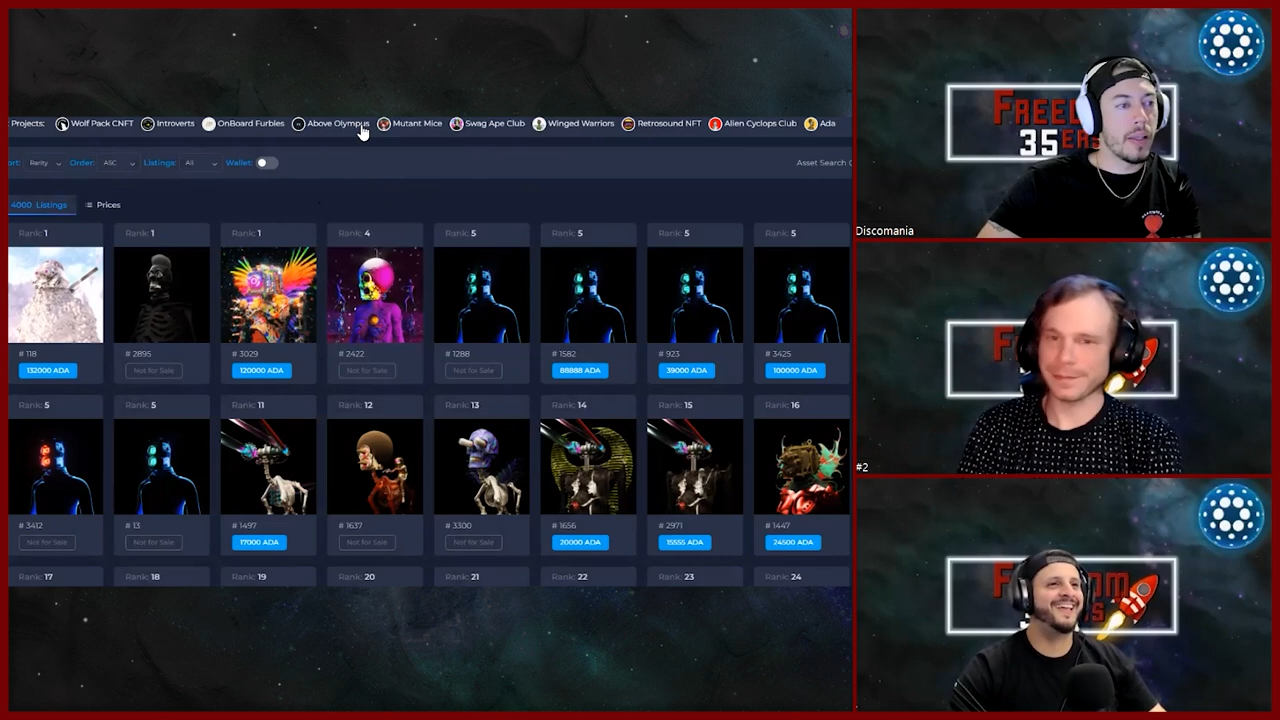 t Projects: Wolf Pack CNFT Introverts OnBoard Furbies Above Olympus Mutant Mice Swag Ape Club Winged Warriors Retrosound NFT Alien Cyclops Club Ada
ort: Rarity Order: ASC Listings: All Wallet: Asset Search
4000 Listings Prices
Rank: 1 Rank: 1 Rank: 1 Rank: 4 Rank: 5 Rank: 5 Rank: 5 Rank: 5
# 118 # 2895 # 3029 # 2422 # 1288 # 1582 # 923 # 3425
132000 ADA Not for Sale 120000 ADA Not for Sale Not for Sale 88888 ADA 39000 ADA 100000 ADA
Rank: 5 Rank: 5 Rank: 11 Rank: 12 Rank: 13 Rank: 14 Rank: 15 Rank: 16
# 3412 # 13 # 1497 # 1637 # 3300 # 1656 # 2971 # 1447
Not for Sale Not for Sale 17000 ADA Not for Sale Not for Sale 20000 ADA 15555 ADA 24500 ADA
Rank: 17 Rank: 18 Rank: 19 Rank: 20 Rank: 21 Rank: 22 Rank: 23 Rank: 24
35
Discomania
#2